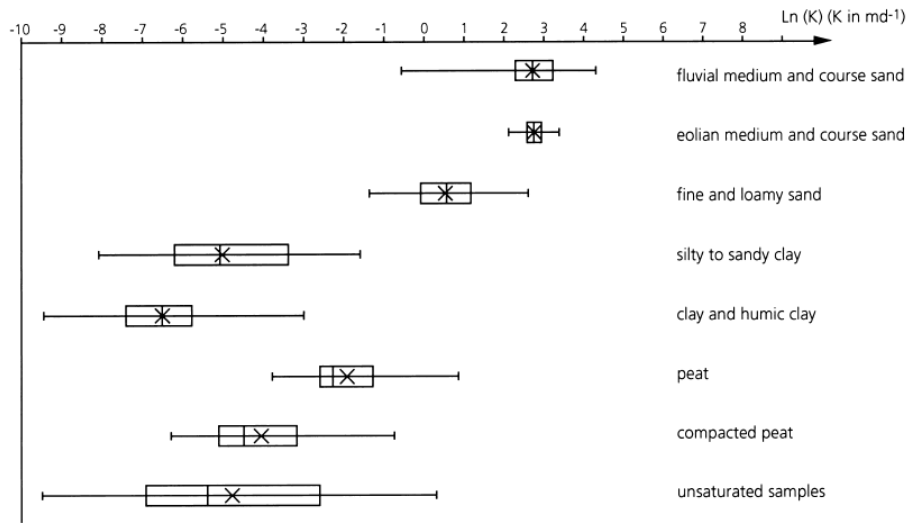 Ln (K) (K in md-1)
-10 -9 -8 -7 -6 -5 -4 -3 -2 -1 0 1 2 3 4 5 6 7 8 9
fluvial medium and course sand
eolian medium and course sand
fine and loamy sand
silty to sandy clay
clay and humic clay
peat
compacted peat
unsaturated samples